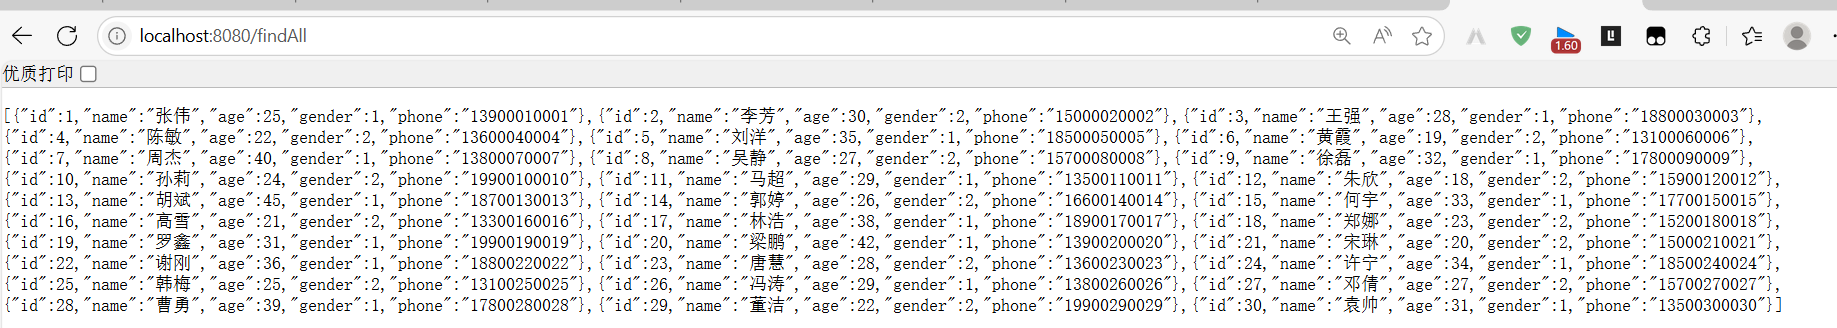 localhost:8080/findAll
1.60
优质打印
[{"id":1,"name":"张伟","age":25,"gender":1,"phone":"13900010001"},{"id":2,"name":"李芳","age":30,"gender":2,"phone":"15000020002"},{"id":3,"name":"王强","age":28,"gender":1,"phone":"18800030003"},
{"id":4,"name":"陈敏","age":22,"gender":2,"phone":"13600040004"},{"id":5,"name":"刘洋","age":35,"gender":1,"phone":"18500050005"},{"id":6,"name":"黄霞","age":19,"gender":2,"phone":"13100060006"},
{"id":7,"name":"周杰","age":40,"gender":1,"phone":"13800070007"},{"id":8,"name":"吴静","age":27,"gender":2,"phone":"15700080008"},{"id":9,"name":"徐磊","age":32,"gender":1,"phone":"17800090009"},
{"id":10,"name":"孙莉","age":24,"gender":2,"phone":"19900100010"},{"id":11,"name":"马超","age":29,"gender":1,"phone":"13500110011"},{"id":12,"name":"朱欣","age":18,"gender":2,"phone":"15900120012"},
{"id":13,"name":"胡斌","age":45,"gender":1,"phone":"18700130013"},{"id":14,"name":"郭婷","age":26,"gender":2,"phone":"16600140014"},{"id":15,"name":"何宇","age":33,"gender":1,"phone":"17700150015"},
{"id":16,"name":"高雪","age":21,"gender":2,"phone":"13300160016"},{"id":17,"name":"林浩","age":38,"gender":1,"phone":"18900170017"},{"id":18,"name":"郑娜","age":23,"gender":2,"phone":"15200180018"},
{"id":19,"name":"罗鑫","age":31,"gender":1,"phone":"19900190019"},{"id":20,"name":"梁鹏","age":42,"gender":1,"phone":"13900200020"},{"id":21,"name":"宋琳","age":20,"gender":2,"phone":"15000210021"},
{"id":22,"name":"谢刚","age":36,"gender":1,"phone":"18800220022"},{"id":23,"name":"唐慧","age":28,"gender":2,"phone":"13600230023"},{"id":24,"name":"许宁","age":34,"gender":1,"phone":"18500240024"},
{"id":25,"name":"韩梅","age":25,"gender":2,"phone":"13100250025"},{"id":26,"name":"冯涛","age":29,"gender":1,"phone":"13800260026"},{"id":27,"name":"邓倩","age":27,"gender":2,"phone":"15700270027"},
{"id":28,"name":"曹勇","age":39,"gender":1,"phone":"17800280028"},{"id":29,"name":"董洁","age":22,"gender":2,"phone":"19900290029"},{"id":30,"name":"袁帅","age":31,"gender":1,"phone":"13500300030"}]